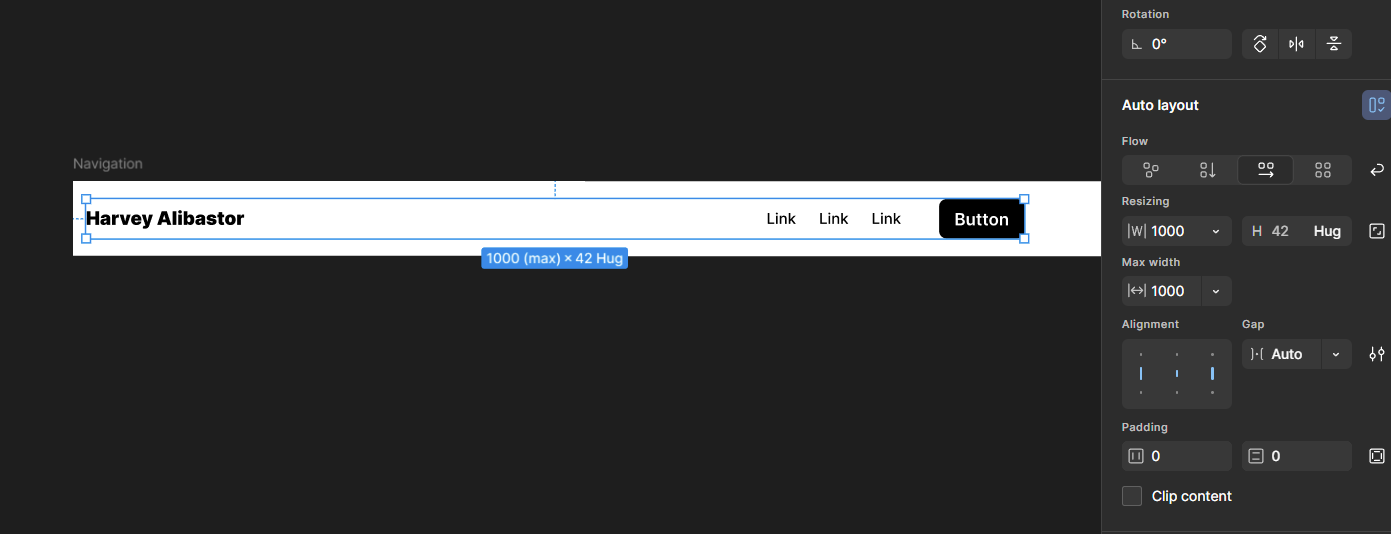 Rotation
0°
Auto layout
Flow
Navigation
Harvey Alibastor Link Link Link Button
1000 (max) × 42 Hug
Resizing
W 1000 H 42 Hug
Max width
1000
Alignment Gap
Auto
Padding
0 0
Clip content